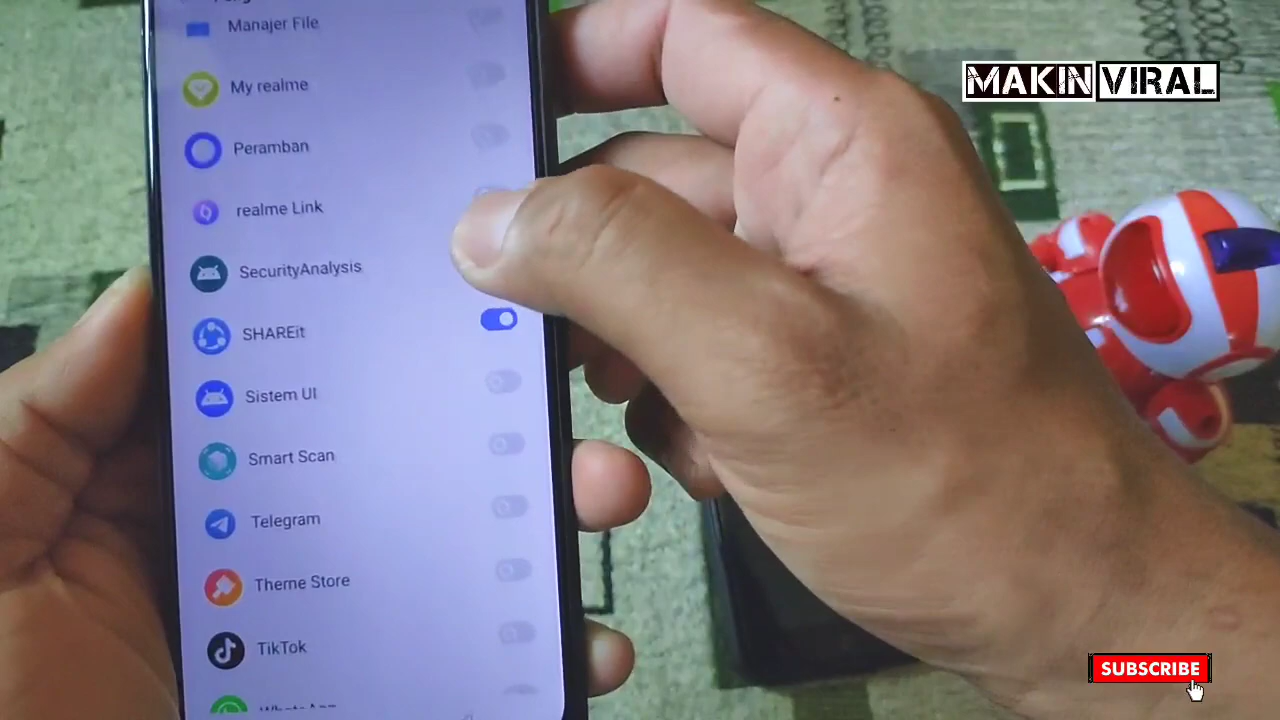 Manajer File
My realme
Peramban
realme Link
SecurityAnalysis
SHAREit
Sistem UI
Smart Scan
Telegram
Theme Store
TikTok
WhatsApp
MAKIN VIRAL
SUBSCRIBE